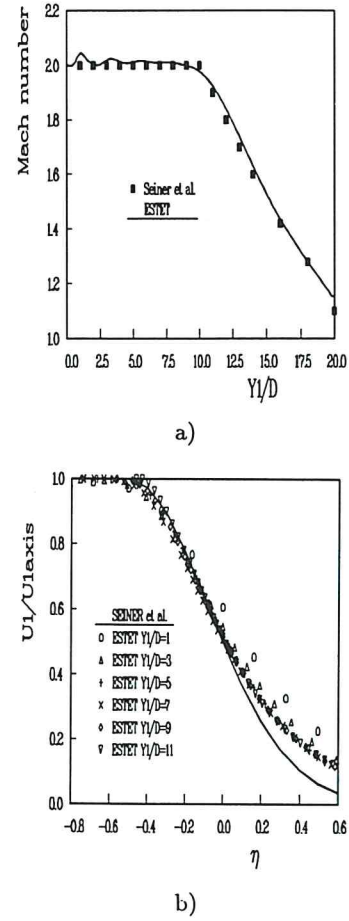 2.2
2.0
1.8
1.6
1.4
1.2
1.0
Mach number
Seiner et al.
ESTET
0.0 2.5 5.0 7.5 10.0 12.5 15.0 17.5 20.0
Y1/D
a)
1.0
0.8
0.6
0.4
0.2
0.0
U1/U1axis
SEINER et al.
ESTET Y1/D=1
ESTET Y1/D=3
ESTET Y1/D=5
ESTET Y1/D=7
ESTET Y1/D=9
ESTET Y1/D=11
-0.8 -0.6 -0.4 -0.2 0.0 0.2 0.4 0.6
η
b)